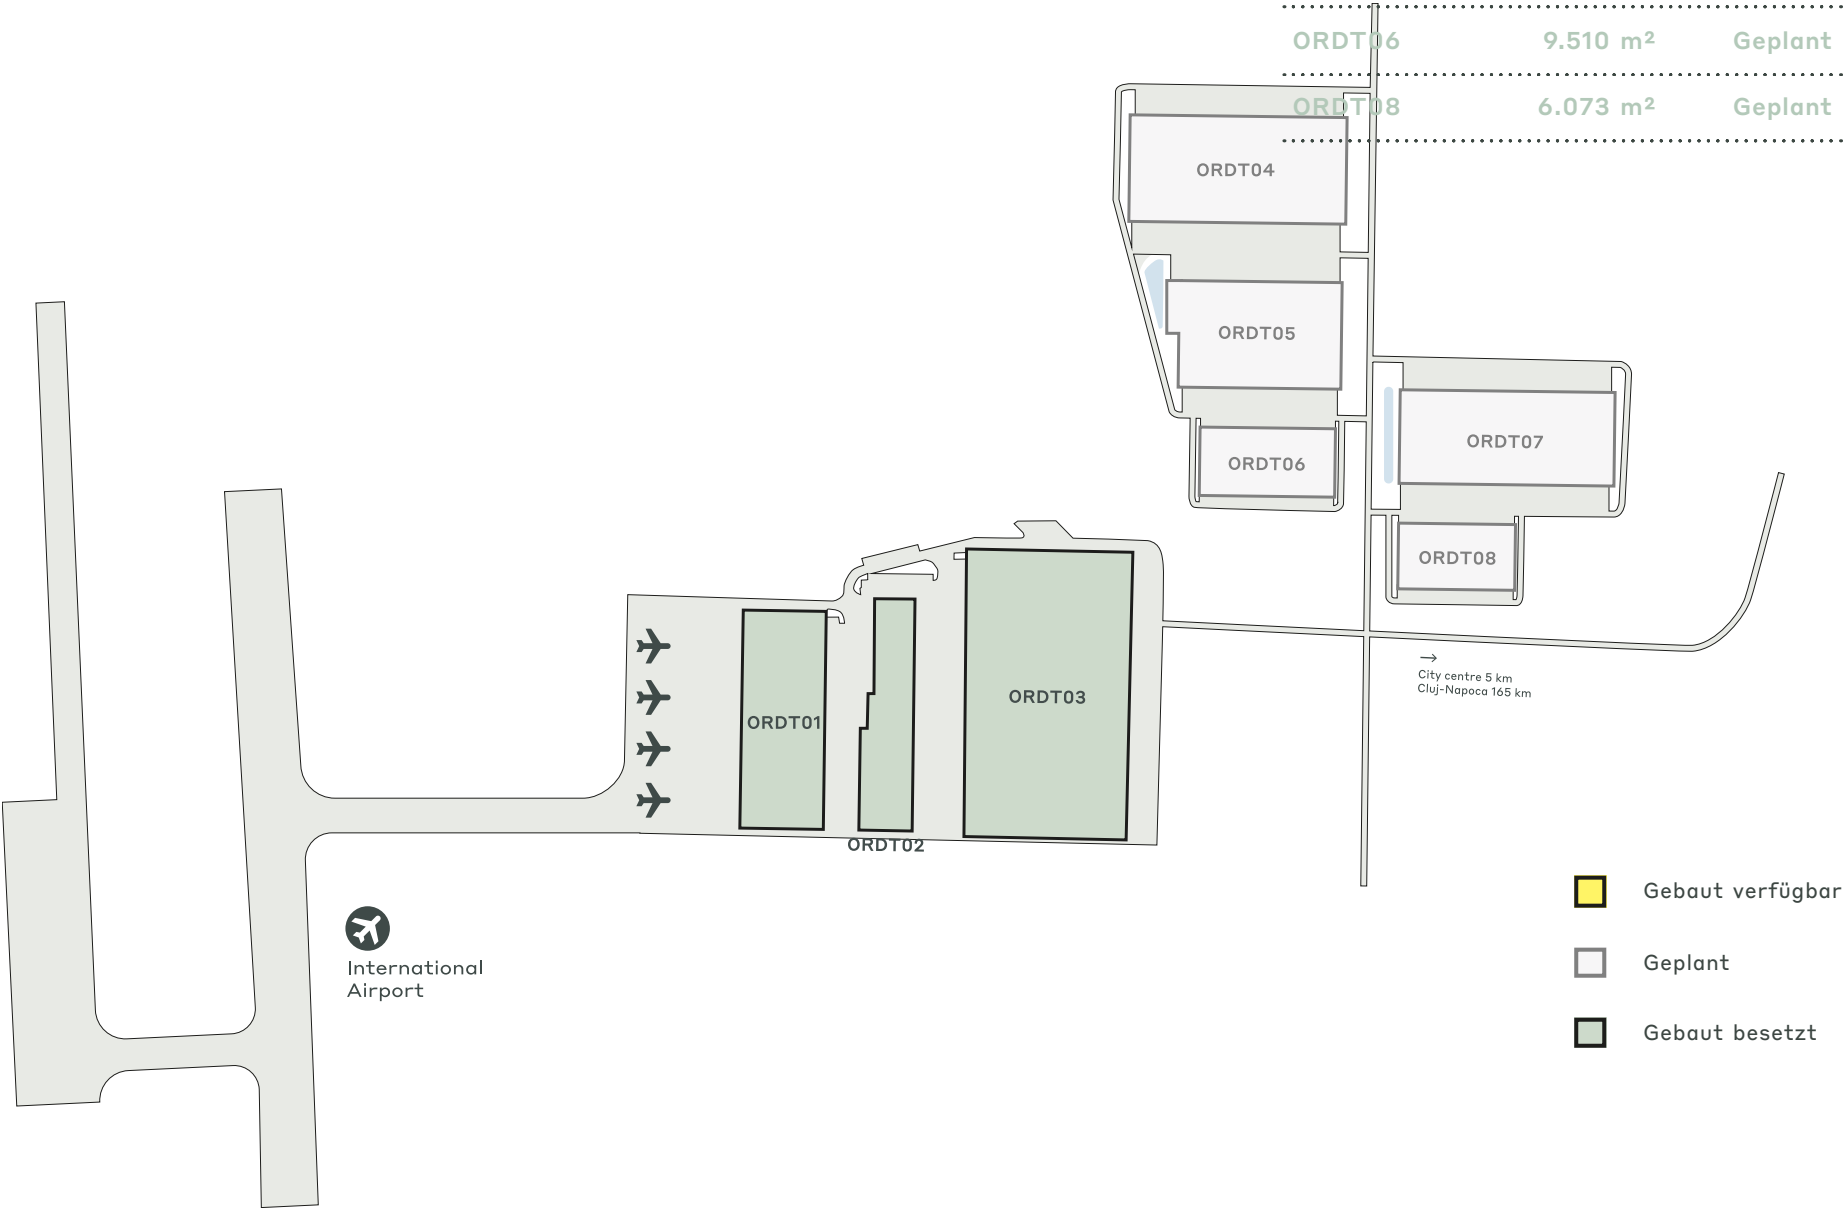 ORDT06 9.510 m² Geplant
ORDT08 6.073 m² Geplant
ORDT04
ORDT05
ORDT06
ORDT07
ORDT08
ORDT03
ORDT01
ORDT02
→
City centre 5 km
Cluj-Napoca 165 km
International
Airport
Gebaut verfügbar
Geplant
Gebaut besetzt